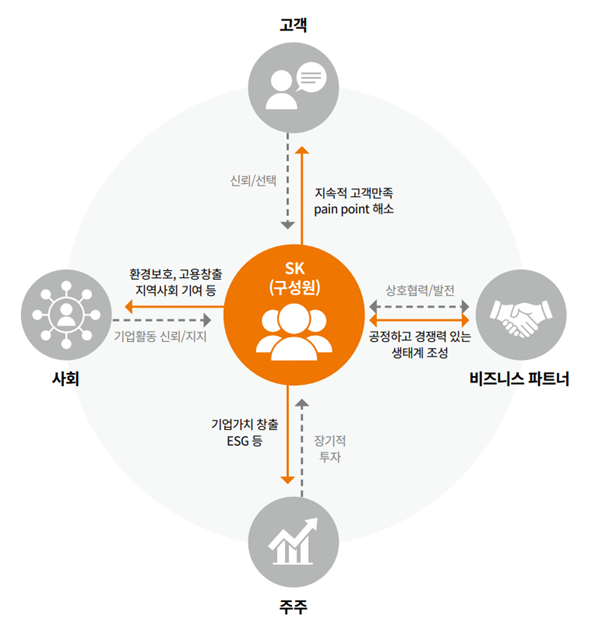 고객
신뢰/선택
지속적 고객만족
pain point 해소
SK
(구성원)
환경보호, 고용창출
지역사회 기여 등
기업활동 신뢰/지지
사회
상호협력/발전
공정하고 경쟁력 있는
생태계 조성
비즈니스 파트너
기업가치 창출
ESG 등
장기적
투자
주주